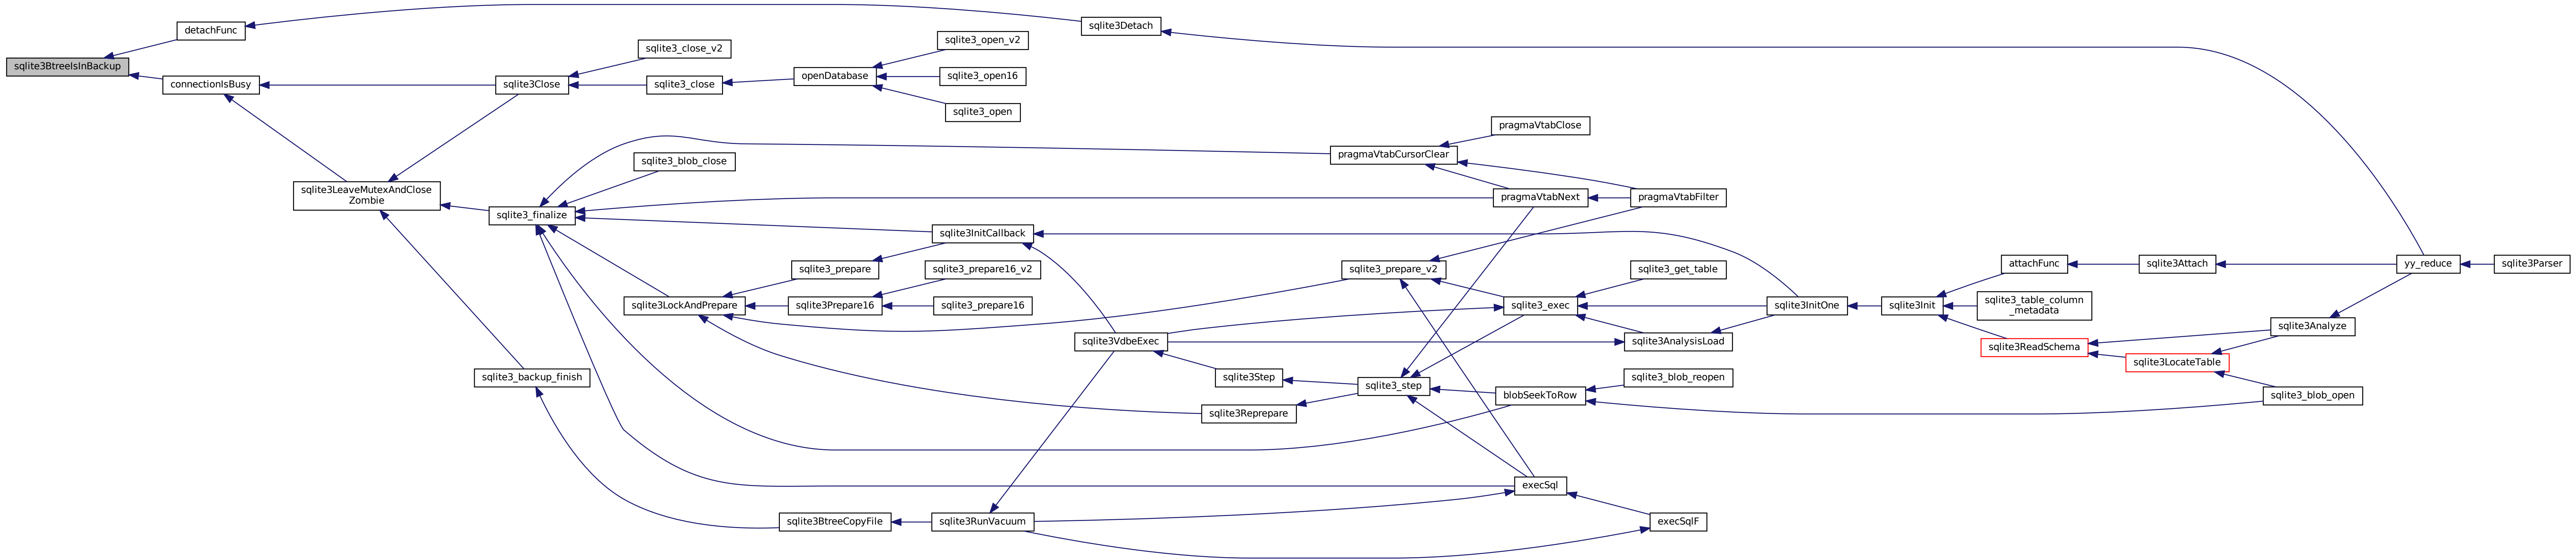 sqlite3BtreeIsInBackup
detachFunc
connectionIsBusy
sqlite3LeaveMutexAndClose
Zombie
sqlite3Close
sqlite3_close_v2
sqlite3_close
openDatabase
sqlite3_open_v2
sqlite3_open16
sqlite3_open
sqlite3Detach
sqlite3_blob_close
sqlite3_finalize
pragmaVtabCursorClear
pragmaVtabClose
pragmaVtabNext
pragmaVtabFilter
sqlite3InitCallback
sqlite3_prepare
sqlite3_prepare16_v2
sqlite3LockAndPrepare
sqlite3Prepare16
sqlite3_prepare16
sqlite3_prepare_v2
sqlite3_get_table
sqlite3_exec
sqlite3VdbeExec
sqlite3AnalysisLoad
sqlite3InitOne
sqlite3Init
attachFunc
sqlite3Attach
sqlite3_table_column
_metadata
sqlite3ReadSchema
sqlite3LocateTable
sqlite3Analyze
yy_reduce
sqlite3Parser
sqlite3_backup_finish
sqlite3Step
sqlite3_step
sqlite3Reprepare
blobSeekToRow
sqlite3_blob_reopen
sqlite3_blob_open
execSql
execSqlF
sqlite3BtreeCopyFile
sqlite3RunVacuum